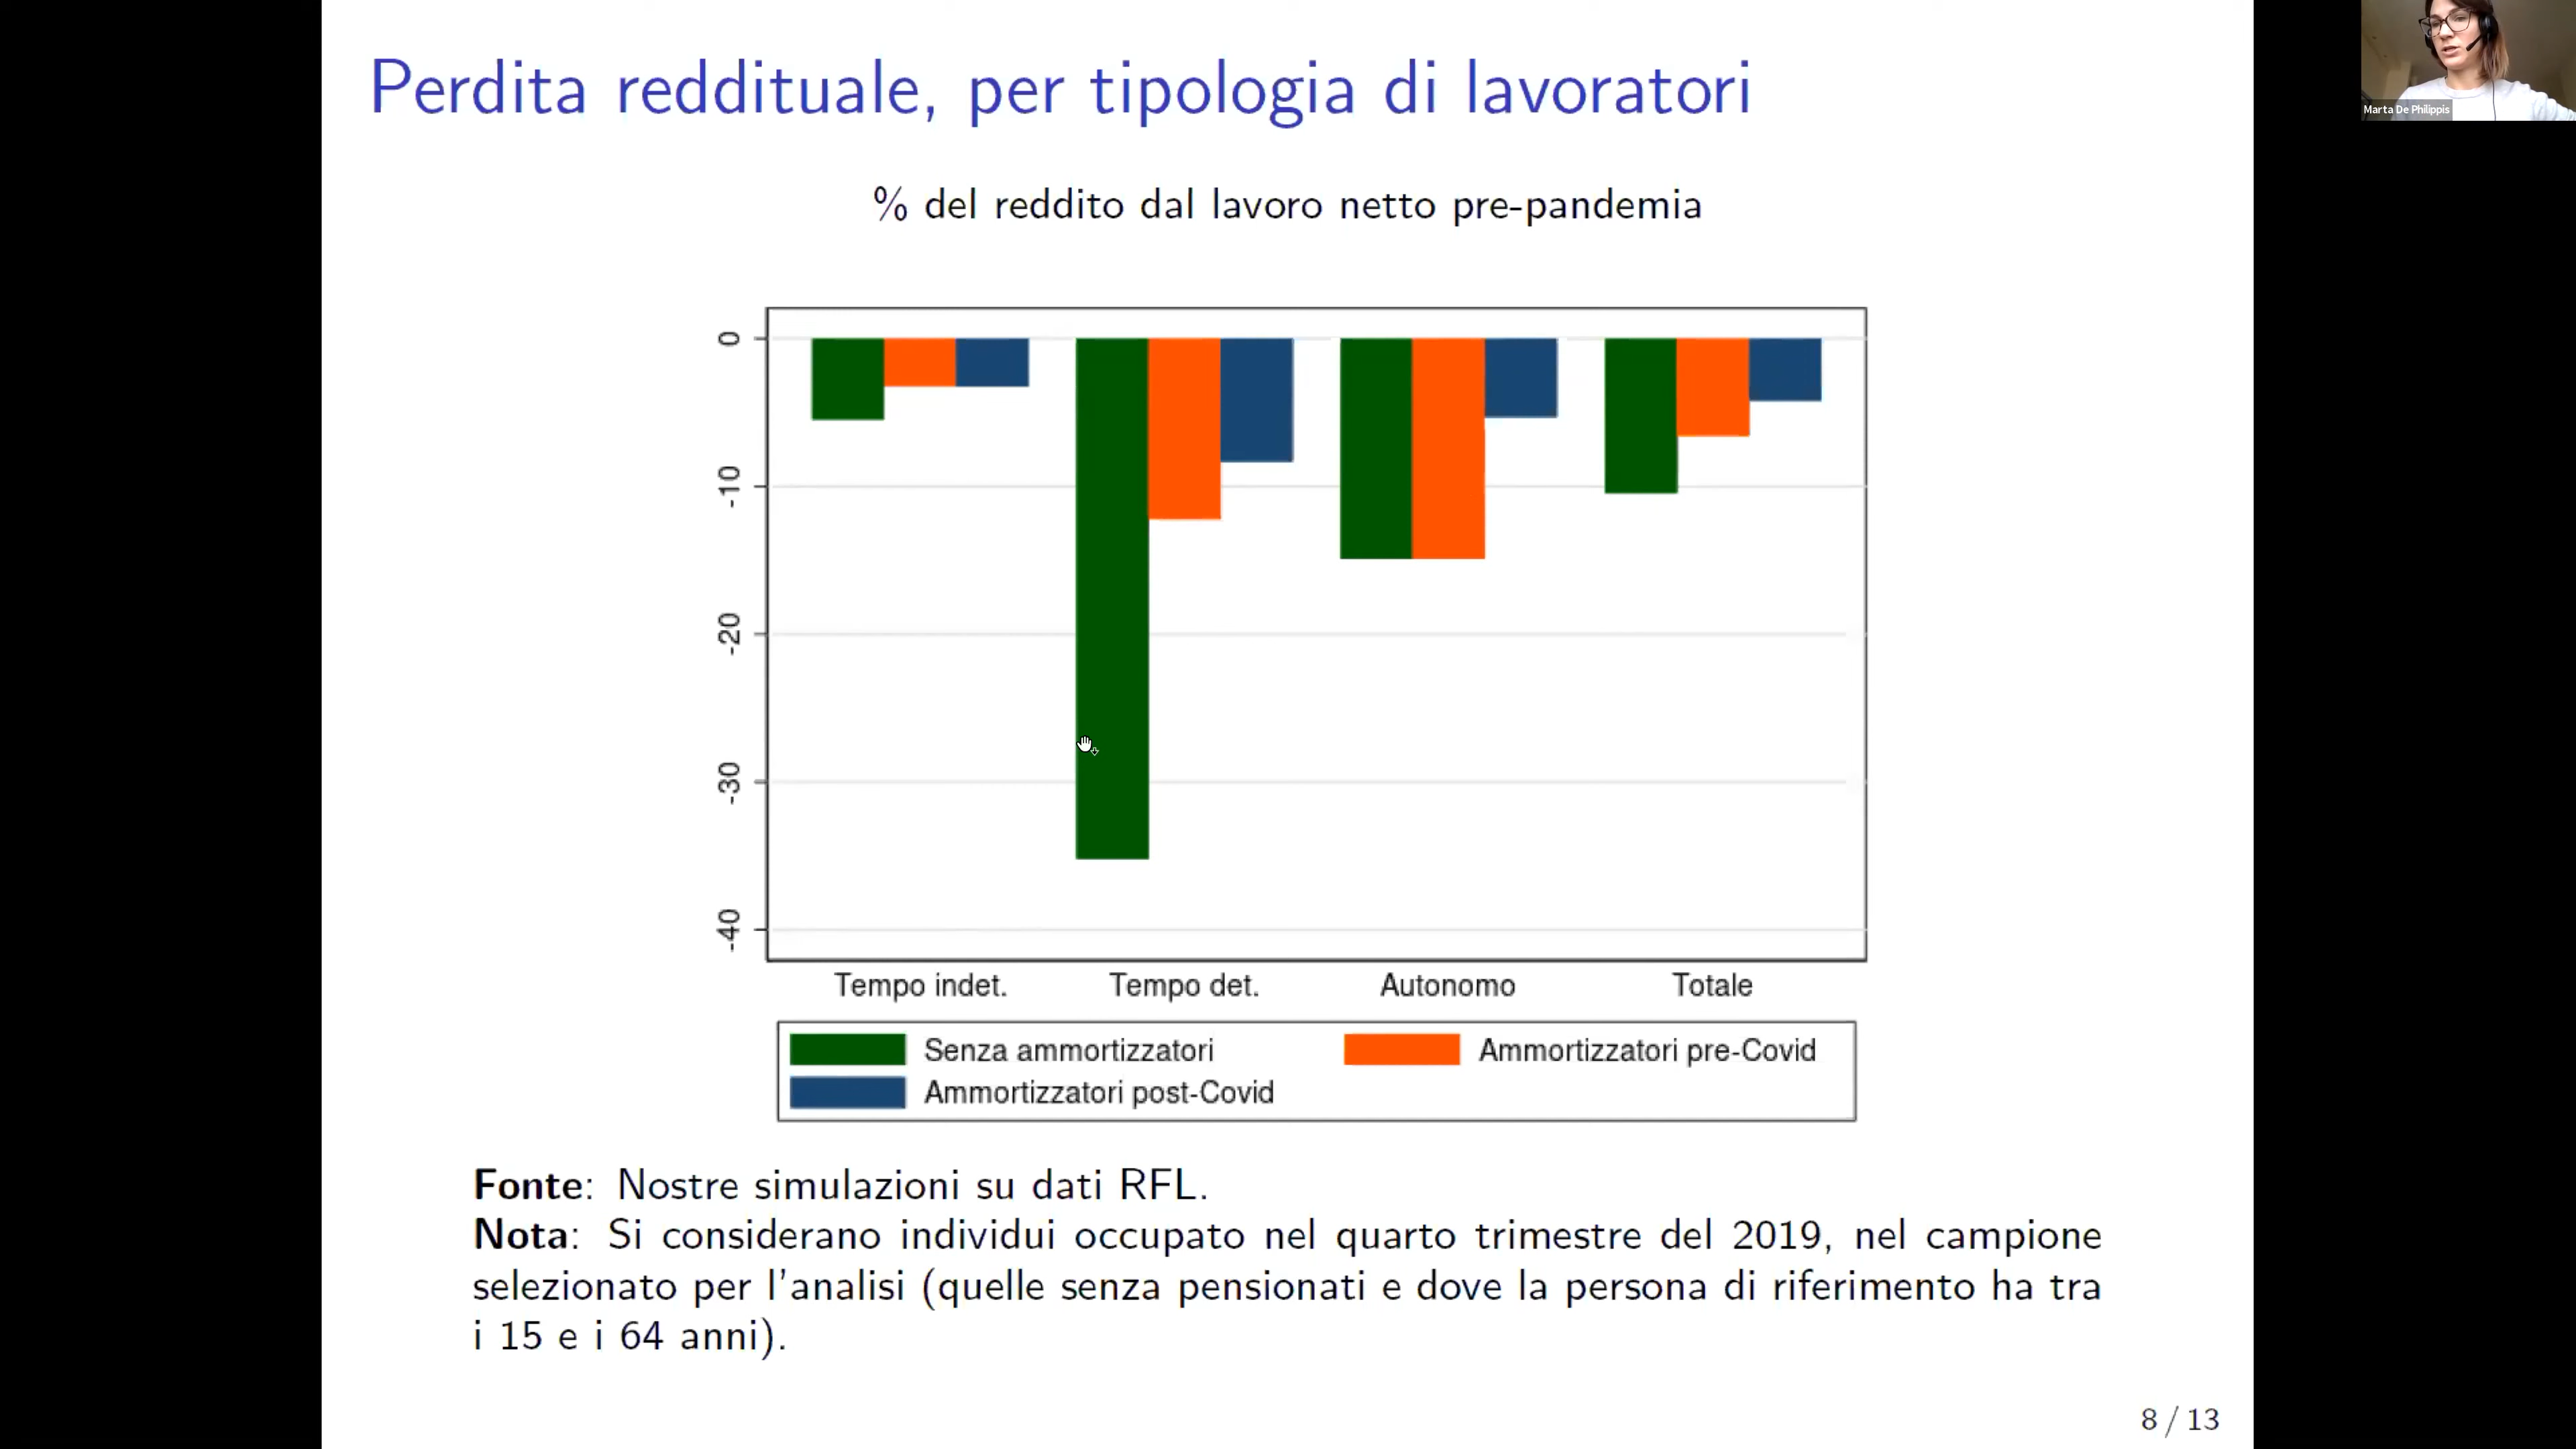 Perdita reddituale, per tipologia di lavoratori
Marta De Philippis
% del reddito dal lavoro netto pre-pandemia
0
-10
-20
-30
-40
Tempo indet.
Tempo det.
Autonomo
Totale
Senza ammortizzatori
Ammortizzatori pre-Covid
Ammortizzatori post-Covid
Fonte: Nostre simulazioni su dati RFL.
Nota: Si considerano individui occupato nel quarto trimestre del 2019, nel campione
selezionato per l'analisi (quelle senza pensionati e dove la persona di riferimento ha tra
i 15 e i 64 anni).
8 / 13